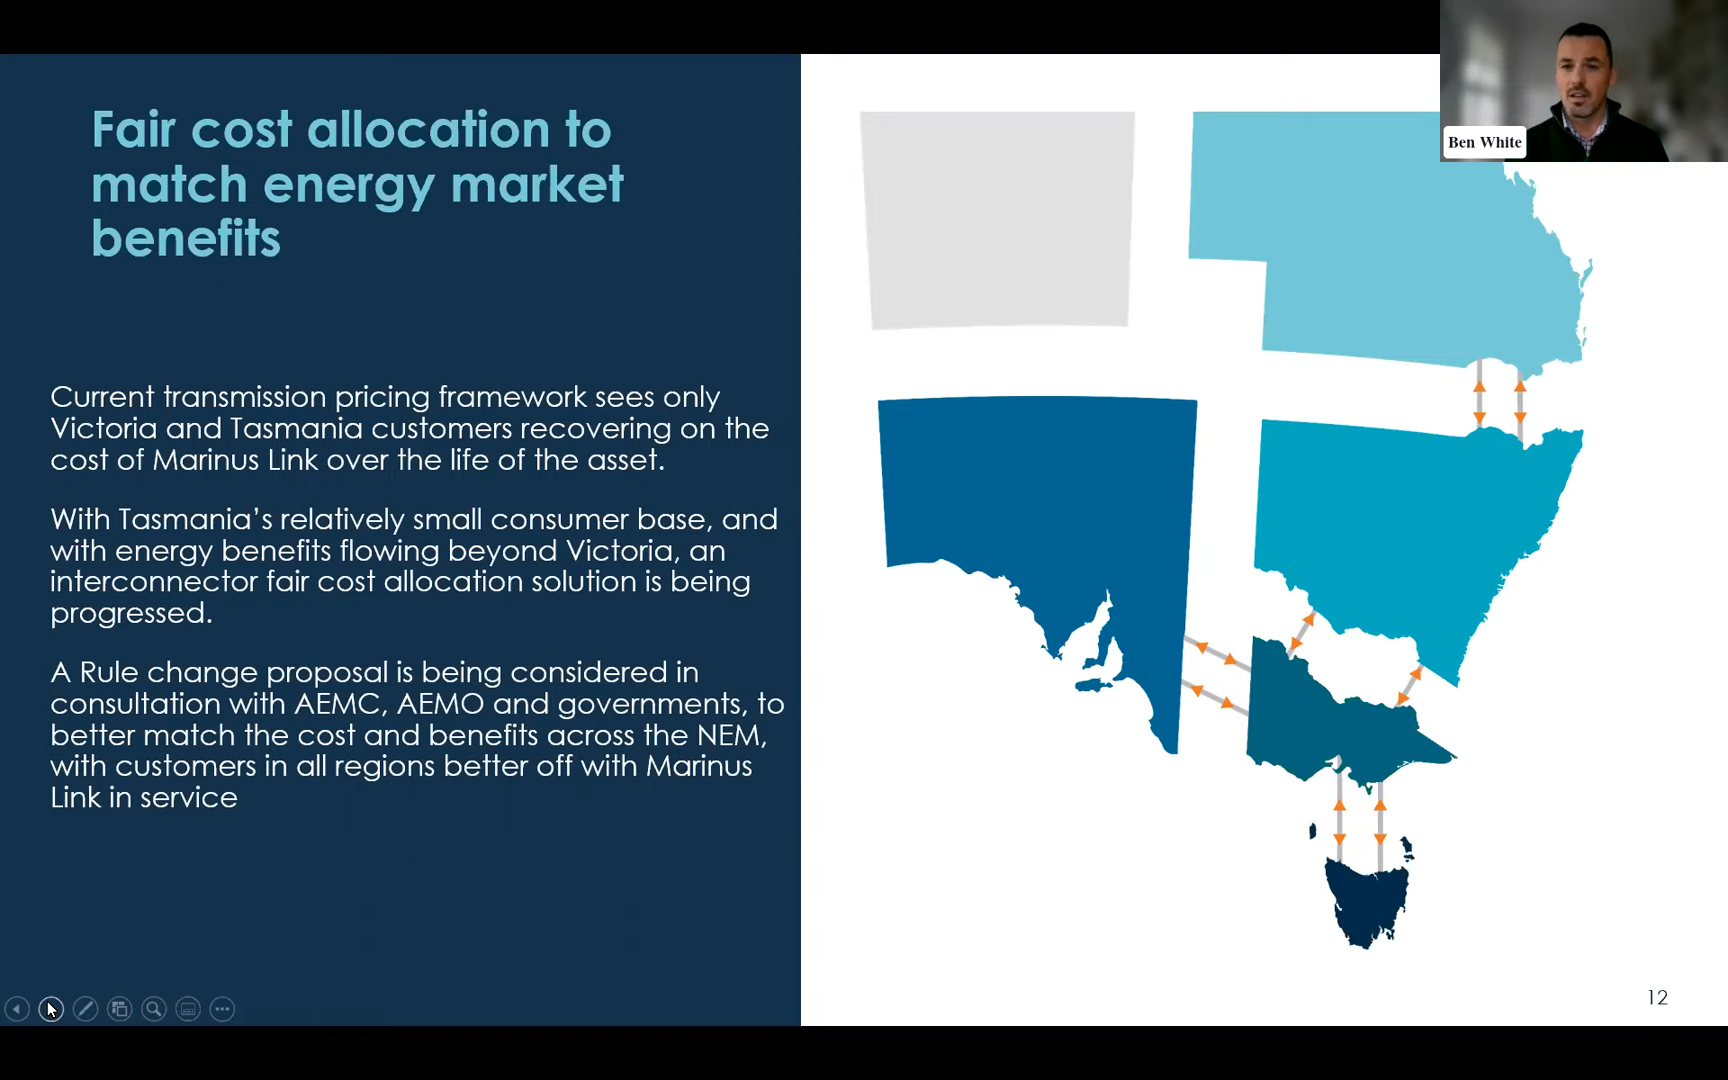 Fair cost allocation to
match energy market
benefits
Current transmission pricing framework sees only
Victoria and Tasmania customers recovering on the
cost of Marinus Link over the life of the asset.
With Tasmania’s relatively small consumer base, and
with energy benefits flowing beyond Victoria, an
interconnector fair cost allocation solution is being
progressed.
A Rule change proposal is being considered in
consultation with AEMC, AEMO and governments, to
better match the cost and benefits across the NEM,
with customers in all regions better off with Marinus
Link in service
Ben White
12